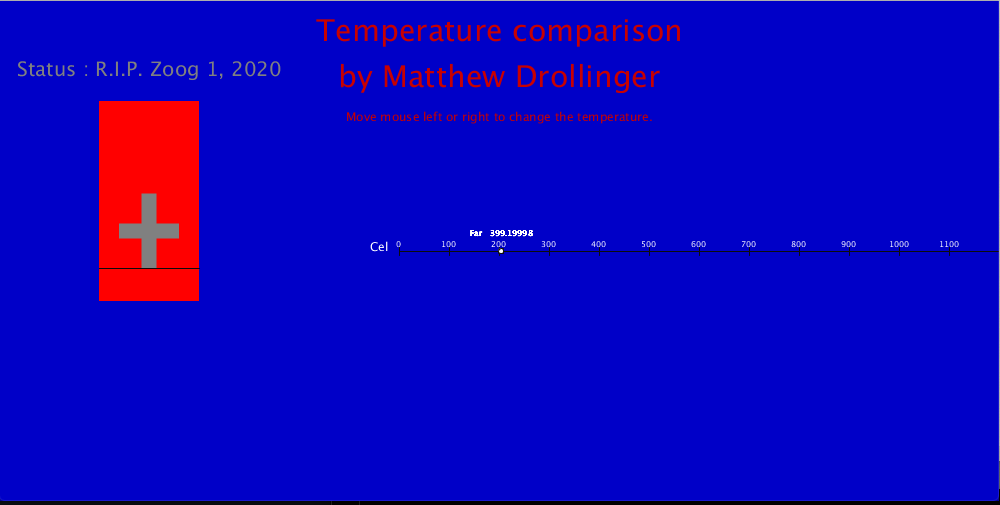 Temperature comparison
by Matthew Drollinger
Status : R.I.P. Zoog 1, 2020
Move mouse left or right to change the temperature.
Far 399.19998
Cel 0 100 200 300 400 500 600 700 800 900 1000 1100